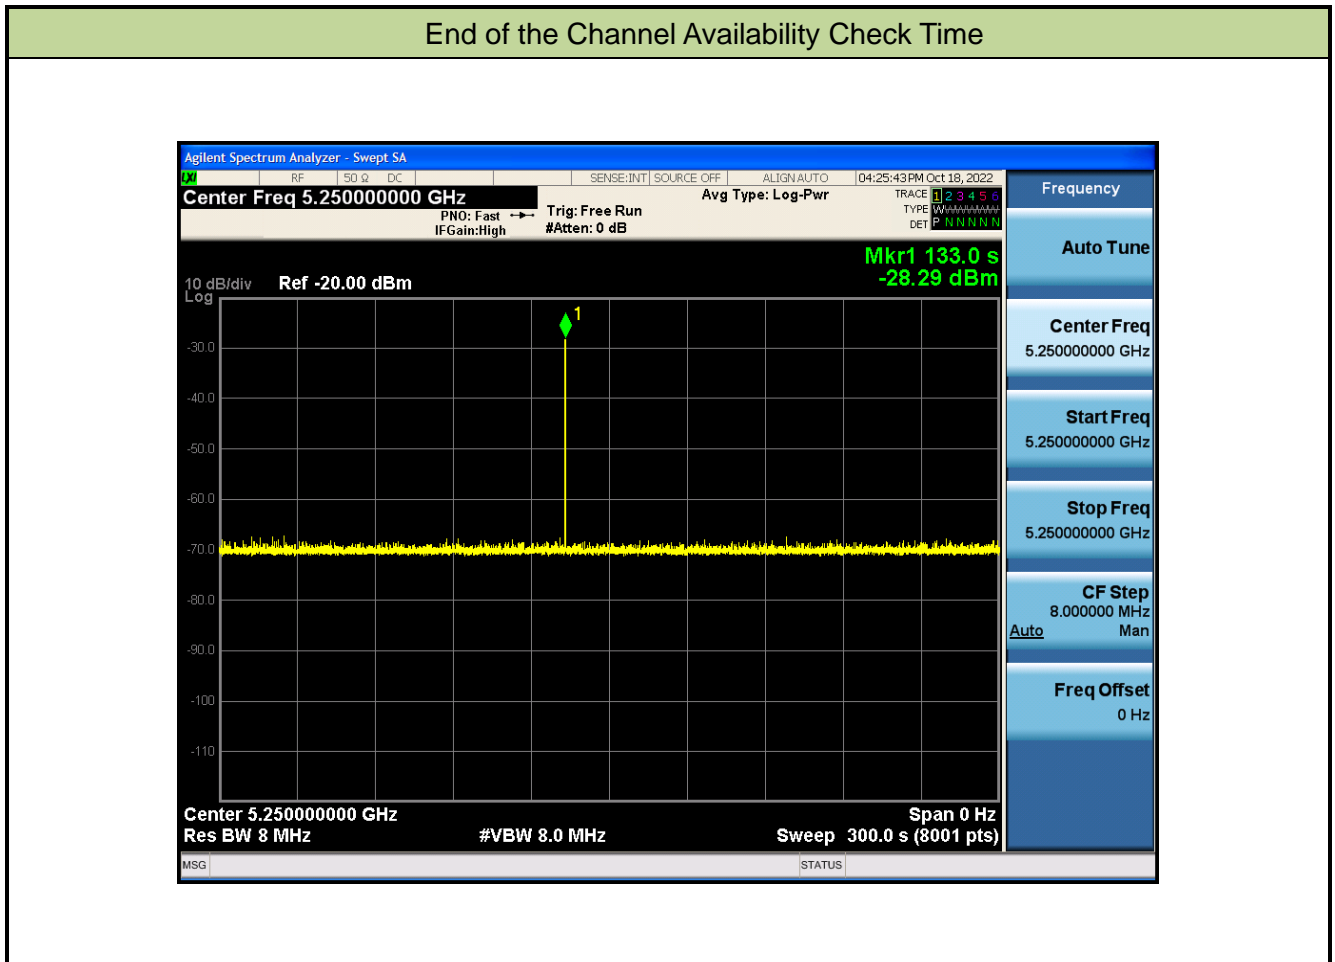 End of the Channel Availability Check Time
Agilent Spectrum Analyzer - Swept SA
LXI RF 50 Ω DC SENSE:INT SOURCE OFF ALIGN AUTO 04:25:43 PM Oct 18, 2022
Center Freq 5.250000000 GHz
PNO: Fast
IFGain:High
Trig: Free Run
#Atten: 0 dB
Avg Type: Log-Pwr
TRACE 1 2 3 4 5 6
TYPE WWWWWW
DET P N N N N N
Mkr1 133.0 s
-28.29 dBm
10 dB/div Ref -20.00 dBm
Log
1
-30.0
-40.0
-50.0
-60.0
-70.0
-80.0
-90.0
-100
-110
Center 5.250000000 GHz Span 0 Hz
Res BW 8 MHz #VBW 8.0 MHz Sweep 300.0 s (8001 pts)
MSG STATUS
Frequency
Auto Tune
Center Freq
5.250000000 GHz
Start Freq
5.250000000 GHz
Stop Freq
5.250000000 GHz
CF Step
8.000000 MHz
Auto Man
Freq Offset
0 Hz